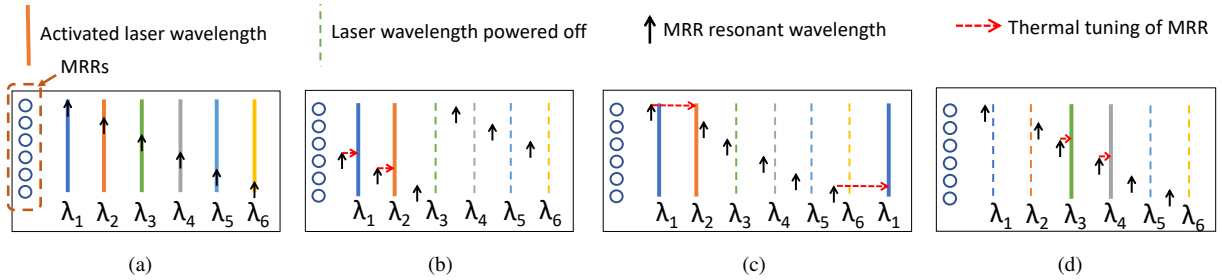 Activated laser wavelength
Laser wavelength powered off
MRR resonant wavelength
Thermal tuning of MRR
MRRs
λ1 λ2 λ3 λ4 λ5 λ6
λ1 λ2 λ3 λ4 λ5 λ6
λ1 λ2 λ3 λ4 λ5 λ6 λ1
λ1 λ2 λ3 λ4 λ5 λ6
(a) (b) (c) (d)